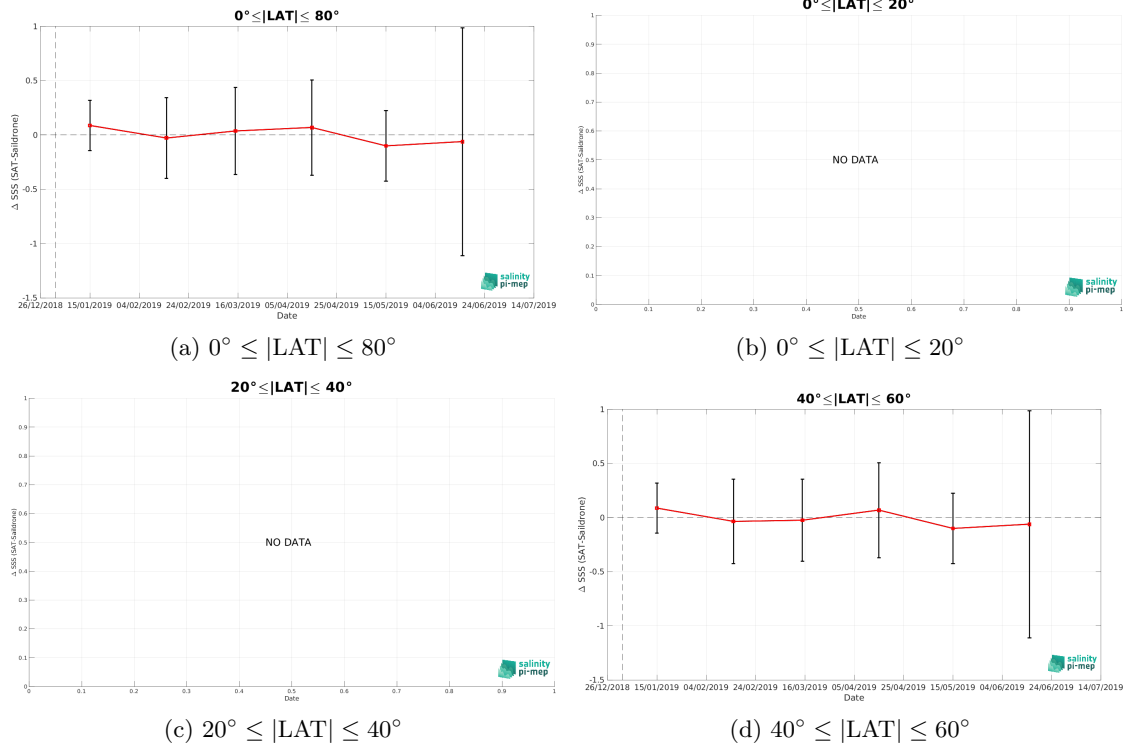 0°≤|LAT|≤ 80°
1
0.5
0
-0.5
-1
-1.5
Δ SSS (SAT-Saildrone)
26/12/2018 15/01/2019 04/02/2019 24/02/2019 16/03/2019 05/04/2019 25/04/2019 15/05/2019 04/06/2019 24/06/2019 14/07/2019
Date
salinity
pi-mep
(a) 0° ≤ |LAT| ≤ 80°
0°≤|LAT|≤ 20°
1
0.9
0.8
0.7
0.6
0.5
0.4
0.3
0.2
0.1
0
Δ SSS (SAT-Saildrone)
NO DATA
0 0.1 0.2 0.3 0.4 0.5 0.6 0.7 0.8 0.9 1
Date
salinity
pi-mep
(b) 0° ≤ |LAT| ≤ 20°
20°≤|LAT|≤ 40°
1
0.9
0.8
0.7
0.6
0.5
0.4
0.3
0.2
0.1
0
Δ SSS (SAT-Saildrone)
NO DATA
0 0.1 0.2 0.3 0.4 0.5 0.6 0.7 0.8 0.9 1
Date
salinity
pi-mep
(c) 20° ≤ |LAT| ≤ 40°
40°≤|LAT|≤ 60°
1
0.5
0
-0.5
-1
-1.5
Δ SSS (SAT-Saildrone)
26/12/2018 15/01/2019 04/02/2019 24/02/2019 16/03/2019 05/04/2019 25/04/2019 15/05/2019 04/06/2019 24/06/2019 14/07/2019
Date
salinity
pi-mep
(d) 40° ≤ |LAT| ≤ 60°